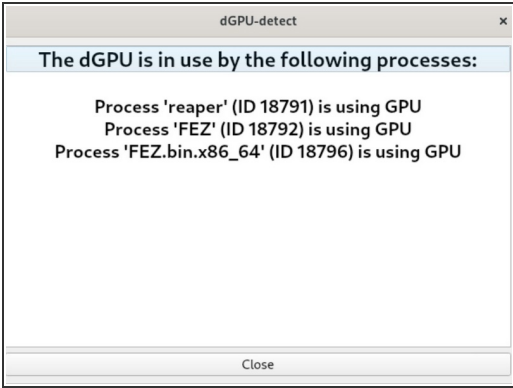 dGPU-detect ×
The dGPU is in use by the following processes:
Process 'reaper' (ID 18791) is using GPU
Process 'FEZ' (ID 18792) is using GPU
Process 'FEZ.bin.x86_64' (ID 18796) is using GPU
Close